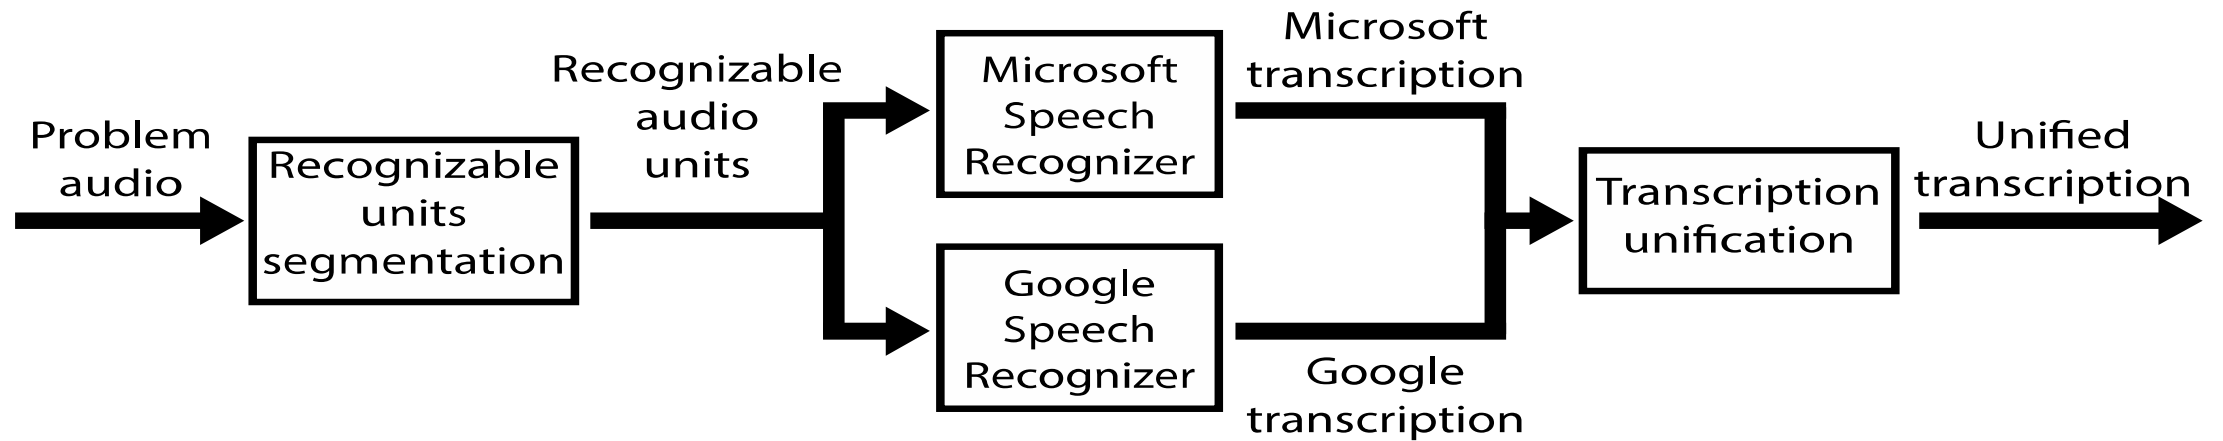 Problem
audio
Recognizable
units
segmentation
Recognizable
audio
units
Microsoft
Speech
Recognizer
Google
Speech
Recognizer
Microsoft
transcription
Google
transcription
Transcription
unification
Unified
transcription